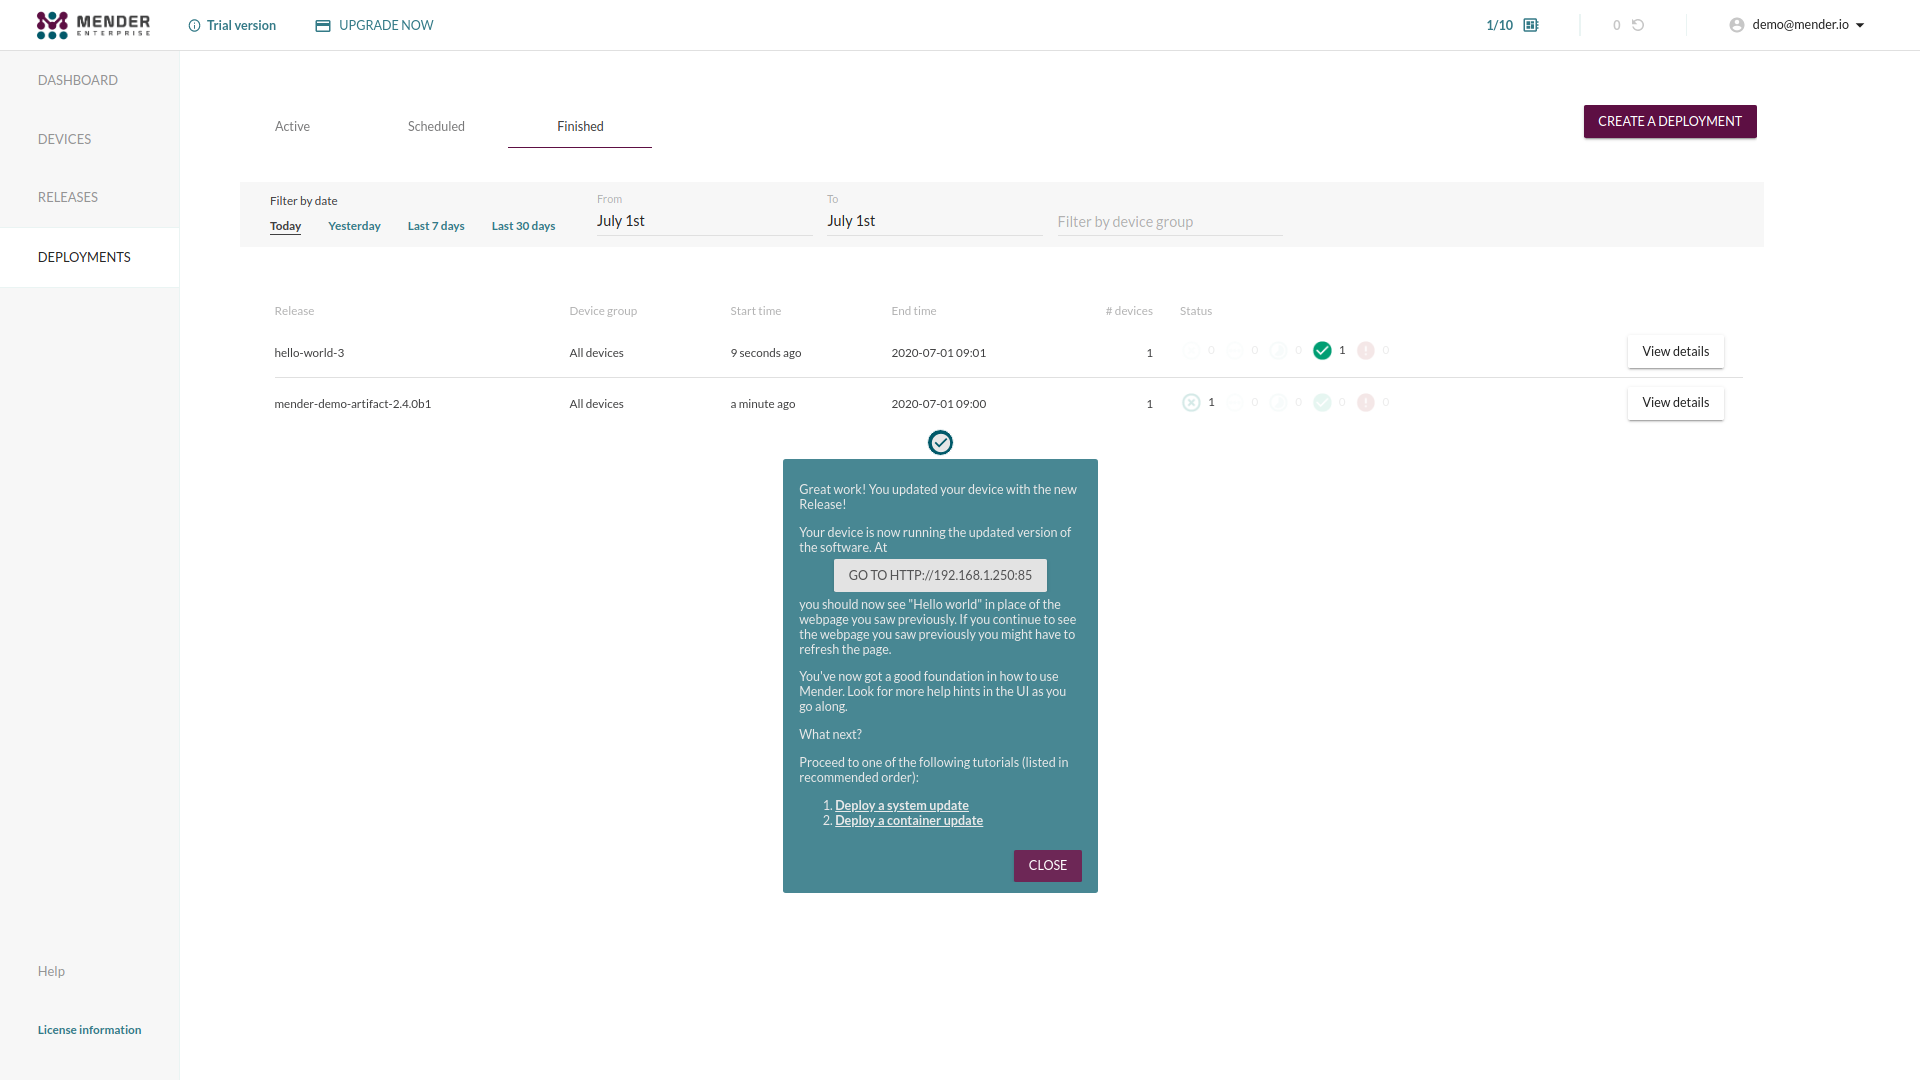 MENDER
ENTERPRISE
Trial version
UPGRADE NOW
1/10
0
demo@mender.io
DASHBOARD
DEVICES
RELEASES
DEPLOYMENTS
Help
License information
Active
Scheduled
Finished
CREATE A DEPLOYMENT
Filter by date
Today
Yesterday
Last 7 days
Last 30 days
From
July 1st
To
July 1st
Filter by device group
Release
Device group
Start time
End time
# devices
Status
hello-world-3
All devices
9 seconds ago
2020-07-01 09:01
1
0
0
0
1
0
View details
mender-demo-artifact-2.4.0b1
All devices
a minute ago
2020-07-01 09:00
1
1
0
0
0
0
View details
Great work! You updated your device with the new
Release!
Your device is now running the updated version of
the software. At
GO TO HTTP://192.168.1.250:85
you should now see "Hello world" in place of the
webpage you saw previously. If you continue to see
the webpage you saw previously you might have to
refresh the page.
You've now got a good foundation in how to use
Mender. Look for more help hints in the UI as you
go along.
What next?
Proceed to one of the following tutorials (listed in
recommended order):
1. Deploy a system update
2. Deploy a container update
CLOSE